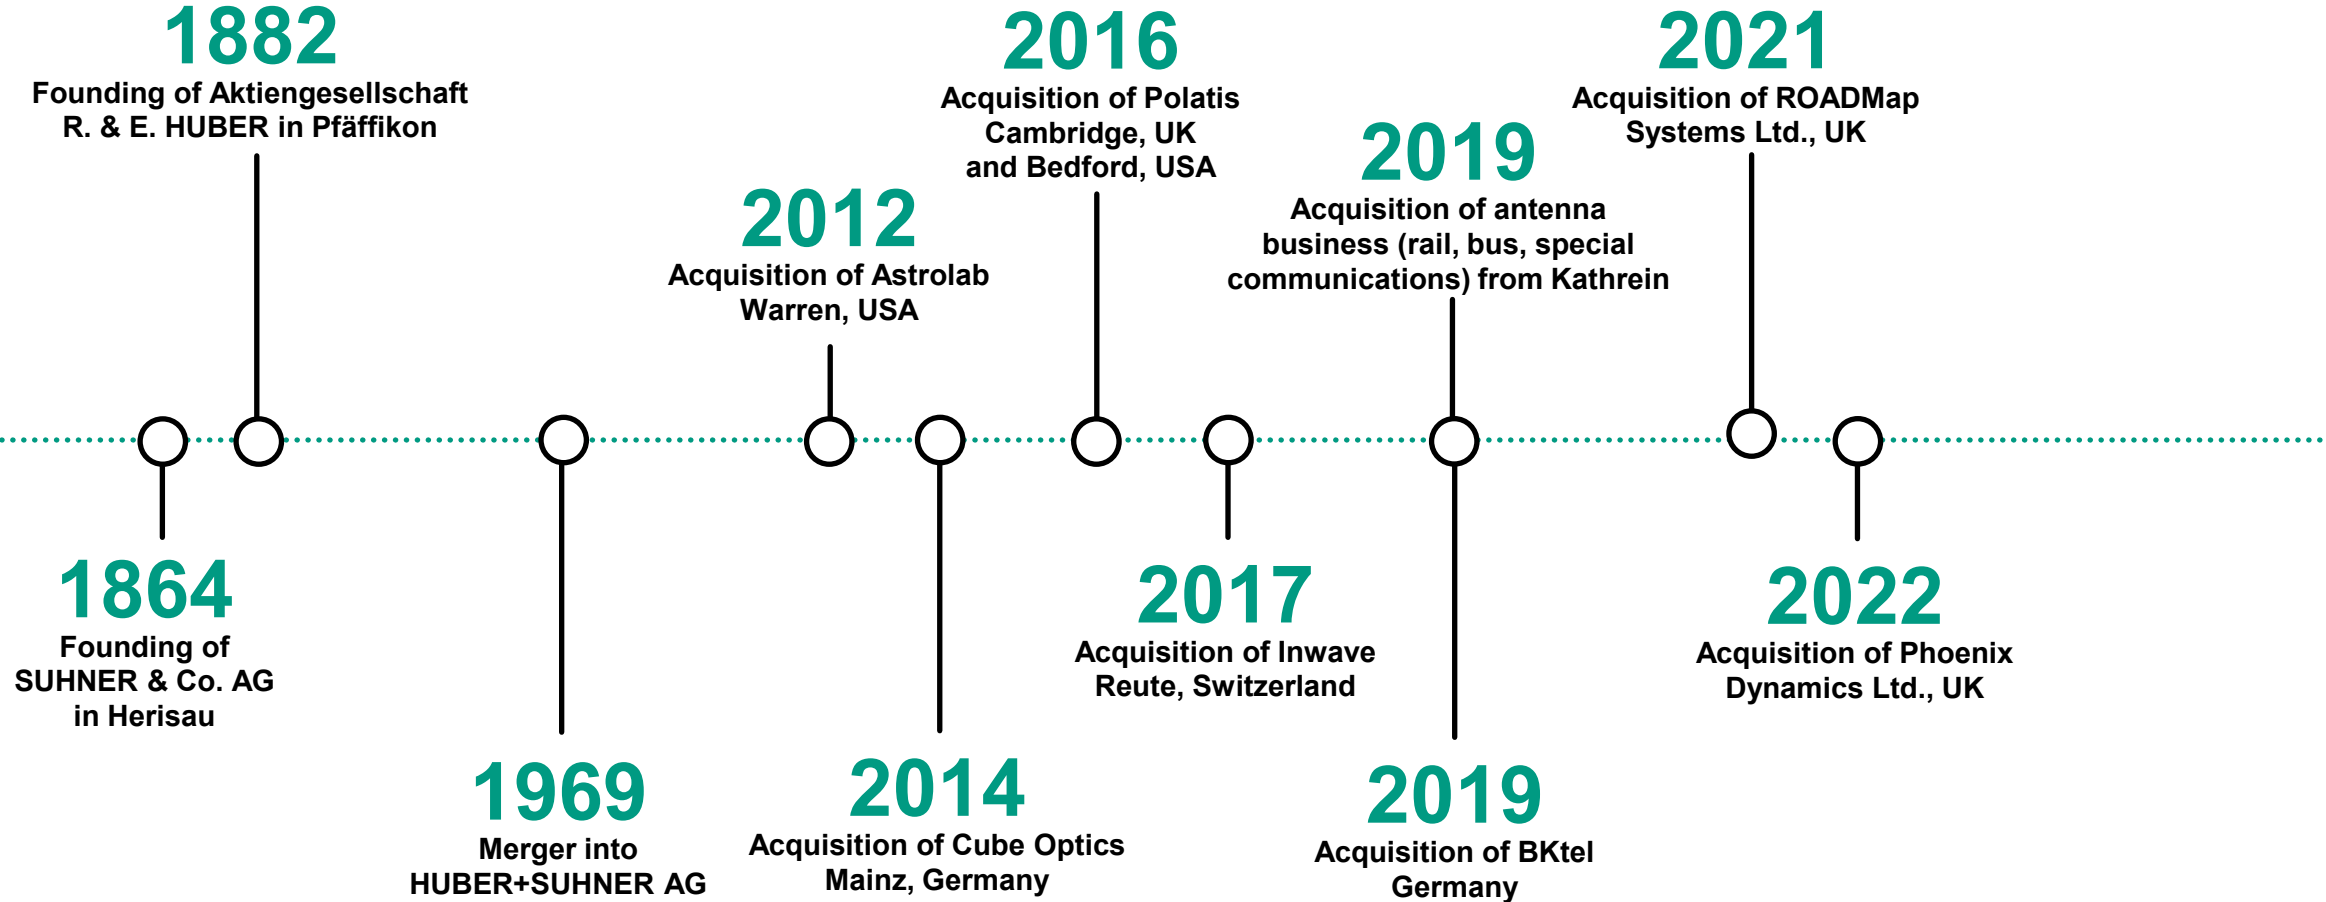 1882
Founding of Aktiengesellschaft
R. & E. HUBER in Pfäffikon
2016
Acquisition of Polatis
Cambridge, UK
and Bedford, USA
2021
Acquisition of ROADMap
Systems Ltd., UK
2019
Acquisition of antenna
business (rail, bus, special
communications) from Kathrein
2012
Acquisition of Astrolab
Warren, USA
1864
Founding of
SUHNER & Co. AG
in Herisau
2017
Acquisition of Inwave
Reute, Switzerland
2022
Acquisition of Phoenix
Dynamics Ltd., UK
1969
Merger into
HUBER+SUHNER AG
2014
Acquisition of Cube Optics
Mainz, Germany
2019
Acquisition of BKtel
Germany